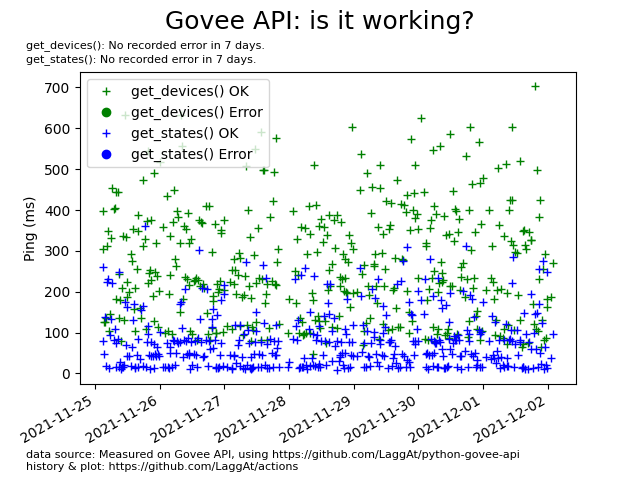 Govee API: is it working?
get_devices(): No recorded error in 7 days.
get_states(): No recorded error in 7 days.
get_devices() OK
get_devices() Error
get_states() OK
get_states() Error
Ping (ms)
700
600
500
400
300
200
100
0
2021-11-25
2021-11-26
2021-11-27
2021-11-28
2021-11-29
2021-11-30
2021-12-01
2021-12-02
data source: Measured on Govee API, using https://github.com/LaggAt/python-govee-api
history & plot: https://github.com/LaggAt/actions